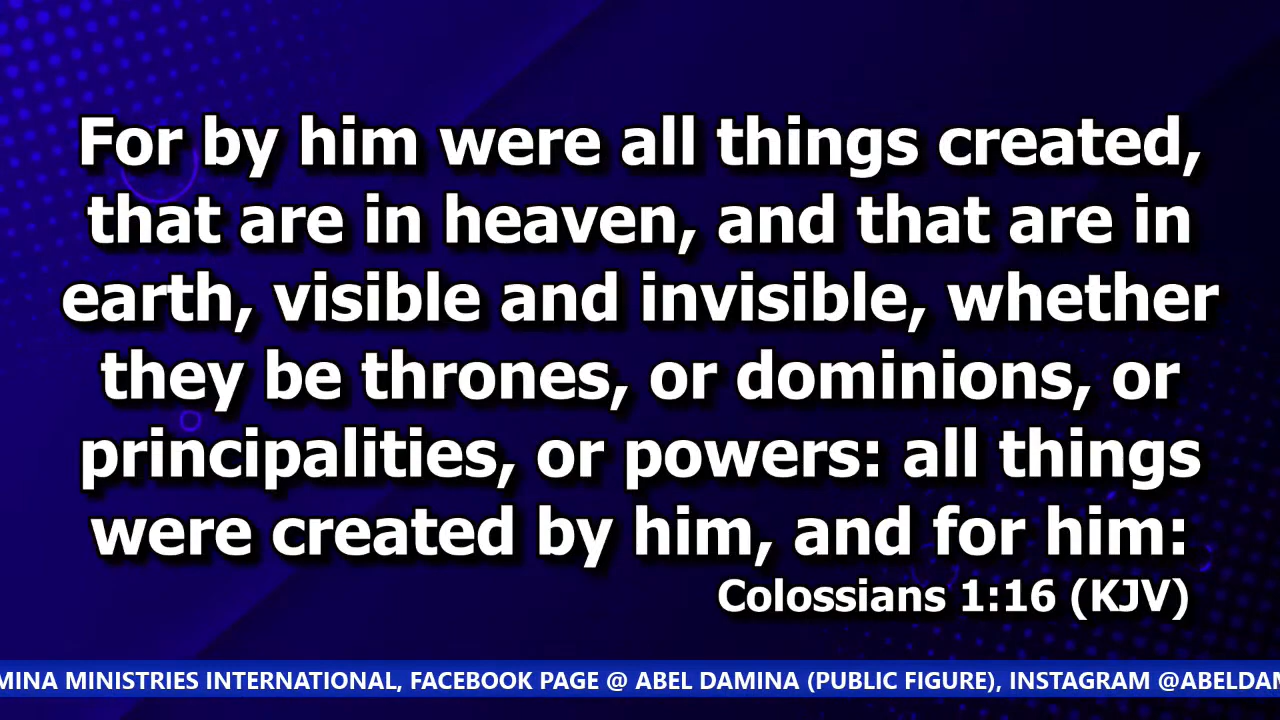 For by him were all things created,
that are in heaven, and that are in
earth, visible and invisible, whether
they be thrones, or dominions, or
principalities, or powers: all things
were created by him, and for him:
Colossians 1:16 (KJV)
MINISTRIES INTERNATIONAL, FACEBOOK PAGE @ ABEL DAMINA (PUBLIC FIGURE), INSTAGRAM